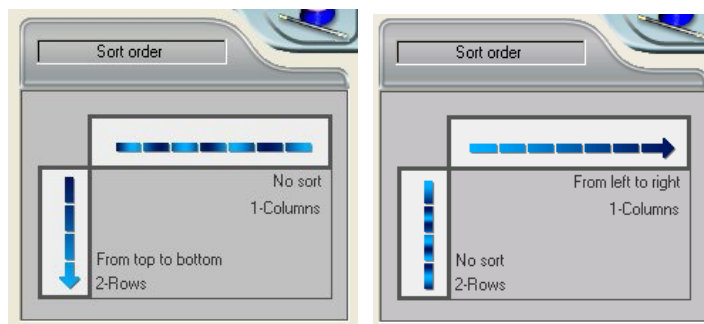 Sort order
No sort
1-Columns
From top to bottom
2-Rows
Sort order
From left to right
1-Columns
No sort
2-Rows